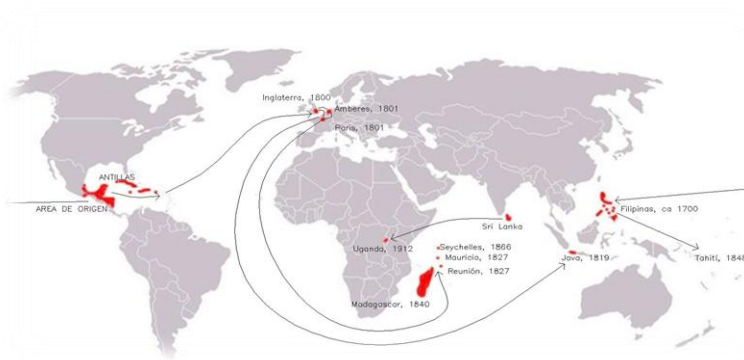 Inglaterra, 1800
Amberes, 1801
Paris, 1801
ANTILLAS
AREA DE ORIGEN
Filipinas, ca 1700
Sri Lanka
Uganda, 1912
Seychelles, 1866
Mauricio, 1827
Java, 1819
Tahití, 1848
Reunión, 1827
Madagascar, 1840